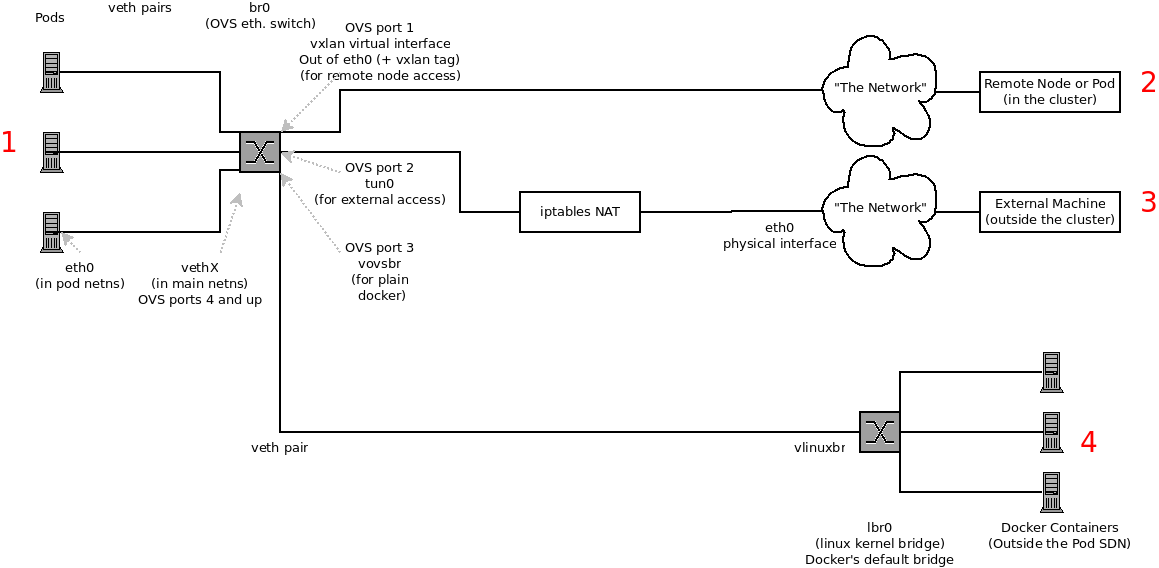 Pods
veth pairs
br0
(OVS eth. switch)
OVS port 1
vxlan virtual interface
Out of eth0 (+ vxlan tag)
(for remote node access)
"The Network"
Remote Node or Pod
(in the cluster)
2
1
OVS port 2
tun0
(for external access)
iptables NAT
eth0
physical interface
"The Network"
External Machine
(outside the cluster)
3
eth0
(in pod netns)
vethX
(in main netns)
OVS ports 4 and up
OVS port 3
vovsbr
(for plain
docker)
veth pair
vlinuxbr
4
lbr0
(linux kernel bridge)
Docker's default bridge
Docker Containers
(Outside the Pod SDN)